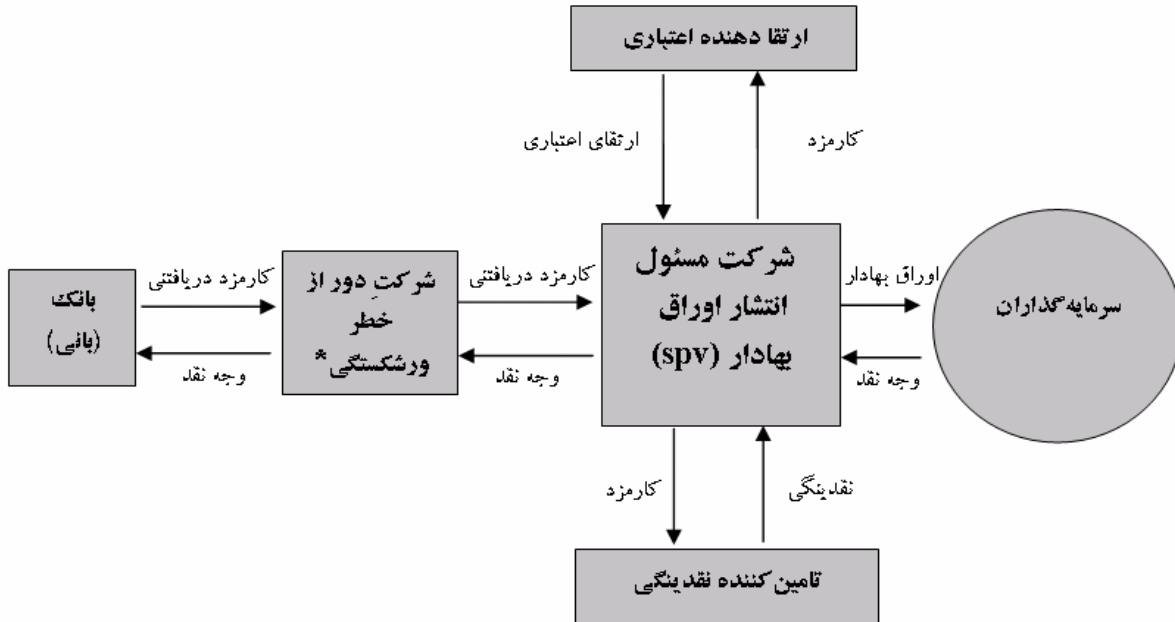 ارتقا دهنده اعتباری
ارتقای اعتباری
کارمزد
شرکت مسئول
انتشار اوراق
بهادار (spv)
شرکتِ دور از
خطر
ورشکستگی*
بانک
(بانی)
کارمزد دریافتنی
وجه نقد
کارمزد دریافتنی
وجه نقد
اوراق بهادار
وجه نقد
سرمایه‌گذاران
کارمزد
نقدینگی
تامین کننده نقدینگی